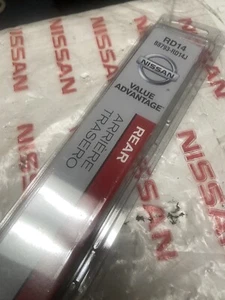 RD14
NISSAN
VALUE
ADVANTAGE
REAR
ARRIERE
TRASERO
NISSAN
NISSAN
NISSAN